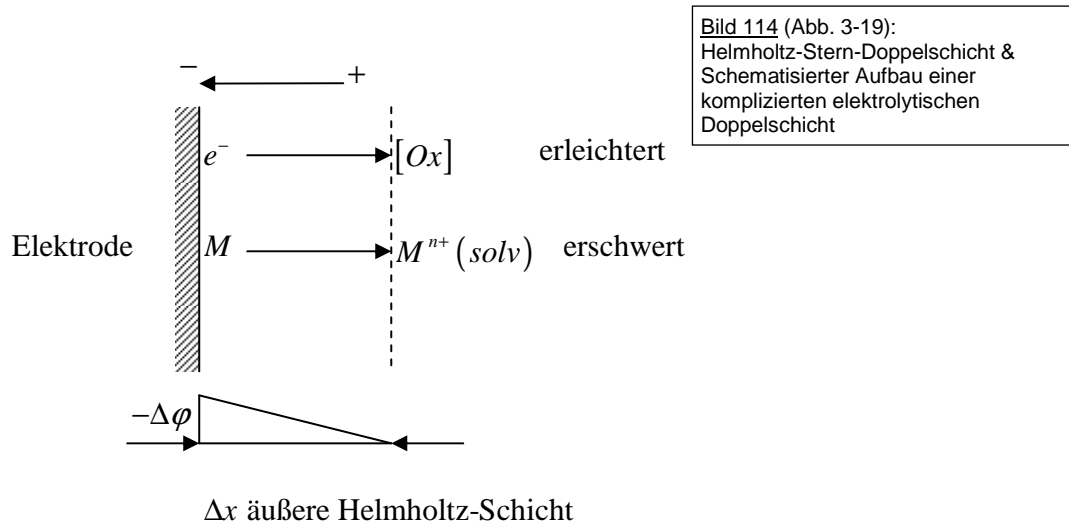 Bild 114 (Abb. 3-19):
Helmholtz-Stern-Doppelschicht &
Schematisierter Aufbau einer
komplizierten elektrolytischen
Doppelschicht
− +
e⁻ [Ox] erleichtert
Elektrode M Mⁿ⁺ (solv) erschwert
−Δφ
Δx äußere Helmholtz-Schicht